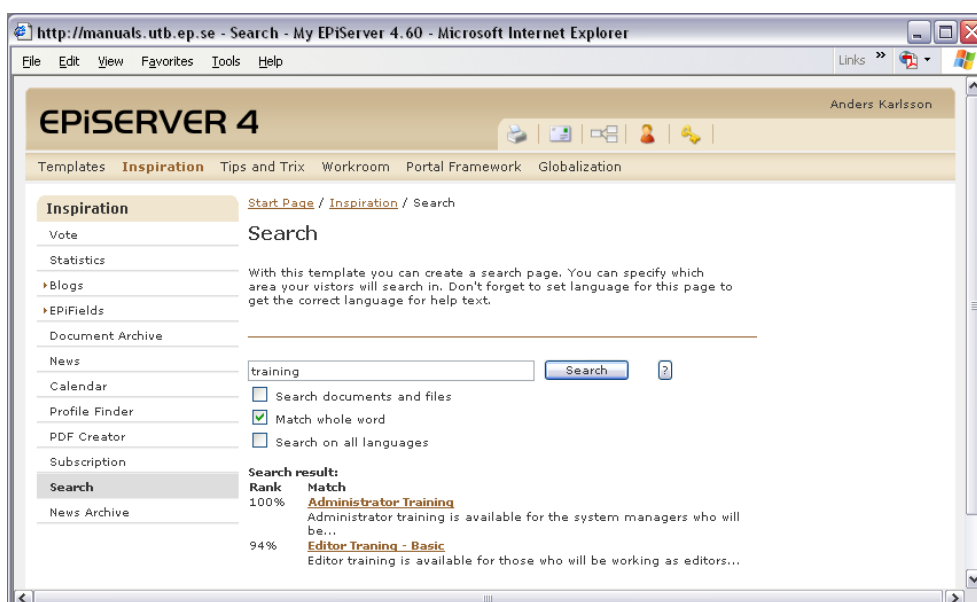 http://manuals.utb.ep.se - Search - My EPiServer 4.60 - Microsoft Internet Explorer
File Edit View Favorites Tools Help Links »
Anders Karlsson
EPiSERVER 4
Templates Inspiration Tips and Trix Workroom Portal Framework Globalization
Inspiration
Vote
Statistics
Blogs
EPiFields
Document Archive
News
Calendar
Profile Finder
PDF Creator
Subscription
Search
News Archive
Start Page / Inspiration / Search
Search
With this template you can create a search page. You can specify which
area your vistors will search in. Don't forget to set language for this page to
get the correct language for help text.
training Search ?
Search documents and files
Match whole word
Search on all languages
Search result:
Rank Match
100% Administrator Training
Administrator training is available for the system managers who will
be...
94% Editor Traning - Basic
Editor training is available for those who will be working as editors...